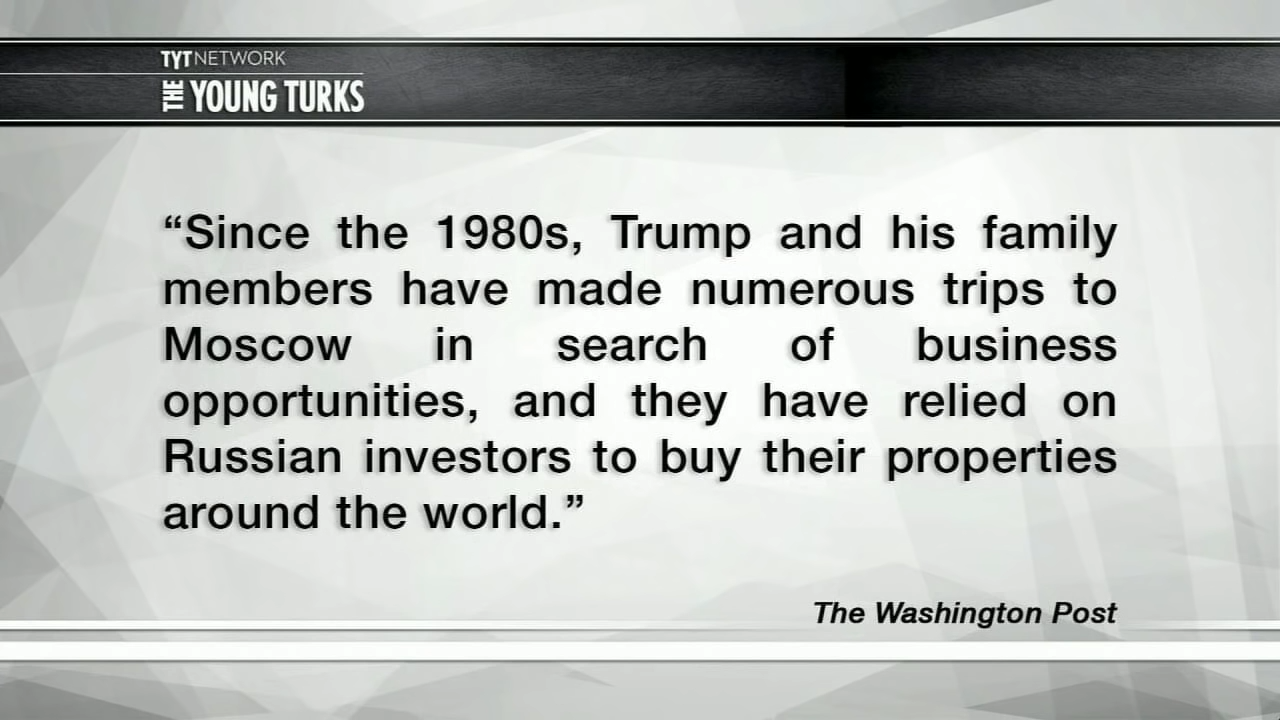 TYT NETWORK
THE YOUNG TURKS
“Since the 1980s, Trump and his family
members have made numerous trips to
Moscow in search of business
opportunities, and they have relied on
Russian investors to buy their properties
around the world.”
The Washington Post